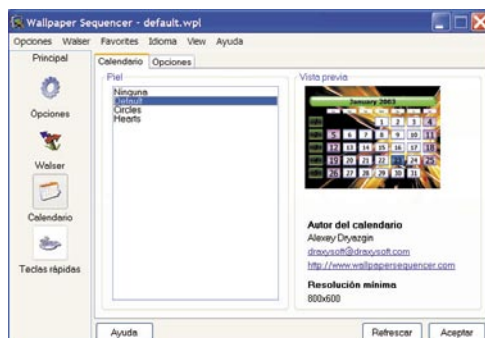 Wallpaper Sequencer - default.wpl
Opciones Walser Favorites Idioma View Ayuda
Principal
Opciones
Walser
Calendario
Teclas rápidas
Calendario Opciones
Piel
Ninguna
Default
Circles
Hearts
Vista previa
January 2003
1 2 3 4
5 6 7 8 9 10 11
12 13 14 15 16 17 18
19 20 21 22 23 24 25
26 27 28 29 30 31
Autor del calendario
Alexey Dryazgin
draxysoft@draxysoft.com
http://www.wallpapersequencer.com
Resolución mínima
800x600
Ayuda Refrescar Aceptar